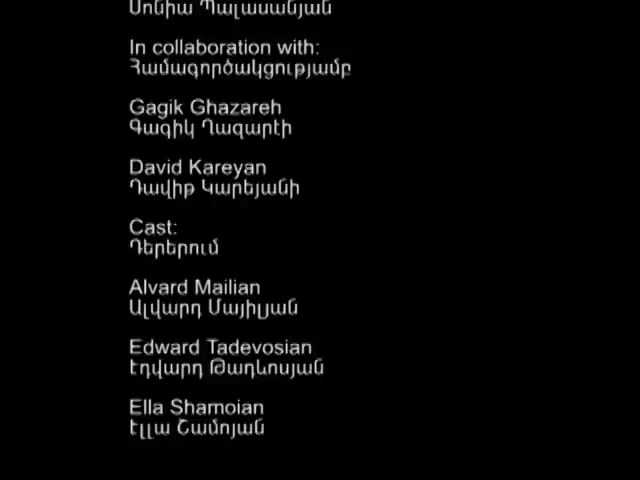 Սոնիա Պալասանյան
In collaboration with:
Համագործակցությամբ
Gagik Ghazareh
Գագիկ Ղազարէի
David Kareyan
Դավիթ Կարեյանի
Cast:
Դերերում
Alvard Mailian
Ալվարդ Մայիլյան
Edward Tadevosian
Էդվարդ Թադևոսյան
Ella Shamoian
Էլլա Շամոյան